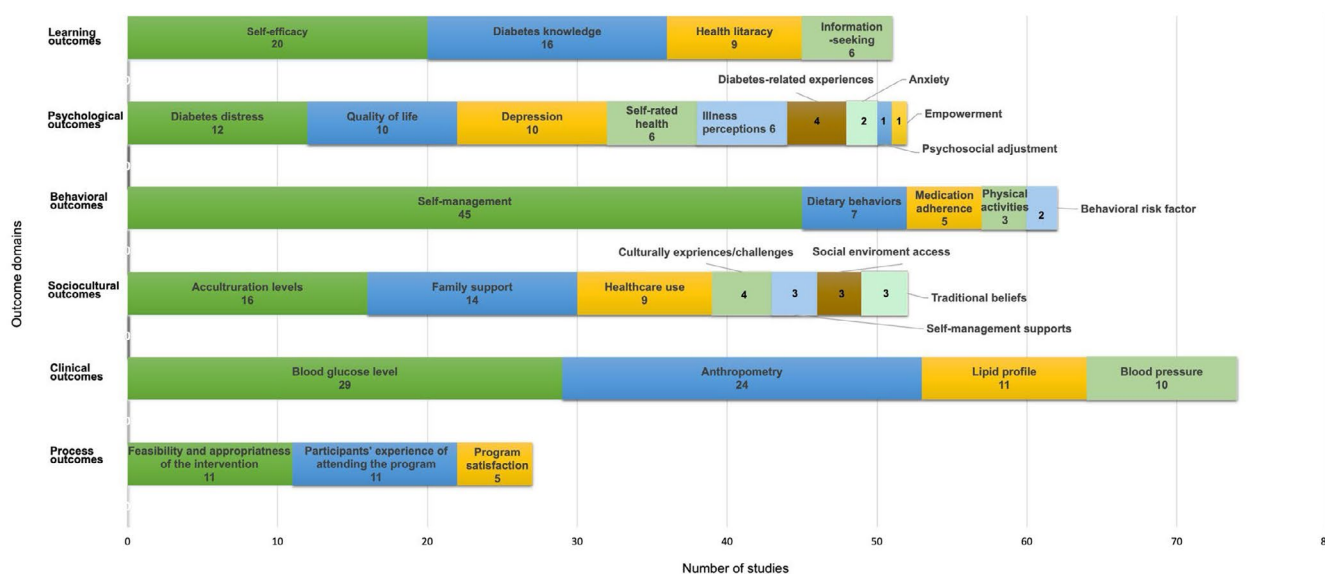 Learning
outcomes
Self-efficacy
20
Diabetes knowledge
16
Health litaracy
9
Information
-seeking
6
Diabetes-related experiences
Anxiety
Psychological
outcomes
Diabetes distress
12
Quality of life
10
Depression
10
Self-rated
health
6
Illness
perceptions 6
4
2
1
1
Empowerment
Psychosocial adjustment
Behavioral
outcomes
Self-management
45
Dietary behaviors
7
Medication
adherence
5
Physical
activities
3
2
Behavioral risk factor
Culturally expriences/challenges
Social enviroment access
Sociocultural
outcomes
Acculturation levels
16
Family support
14
Healthcare use
9
4
3
3
3
Traditional beliefs
Self-management supports
Clinical
outcomes
Blood glucose level
29
Anthropometry
24
Lipid profile
11
Blood pressure
10
Process
outcomes
Feasibility and appropriatness
of the intervention
11
Participants' experience of
attending the program
11
Program
satisfaction
5
Outcome domains
0
10
20
30
40
50
60
70
8
Number of studies